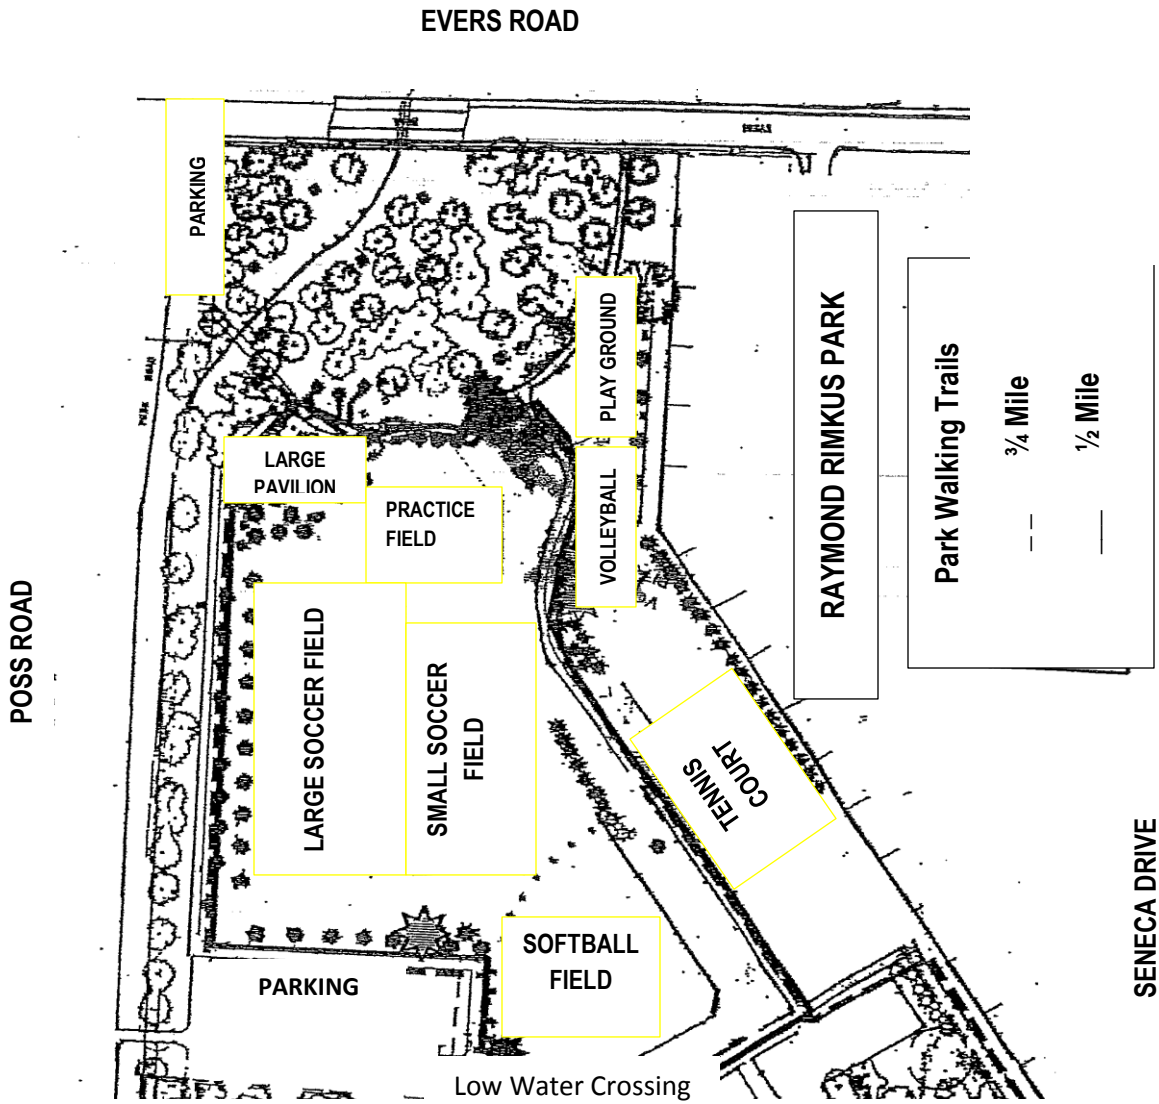 EVERS ROAD
PARKING
PLAY GROUND
RAYMOND RIMKUS PARK
Park Walking Trails
3/4 Mile
1/2 Mile
LARGE
PAVILION
PRACTICE
FIELD
VOLLEYBALL
POSS ROAD
LARGE SOCCER FIELD
SMALL SOCCER
FIELD
TENNIS
COURT
SENECA DRIVE
SOFTBALL
FIELD
PARKING
Low Water Crossing